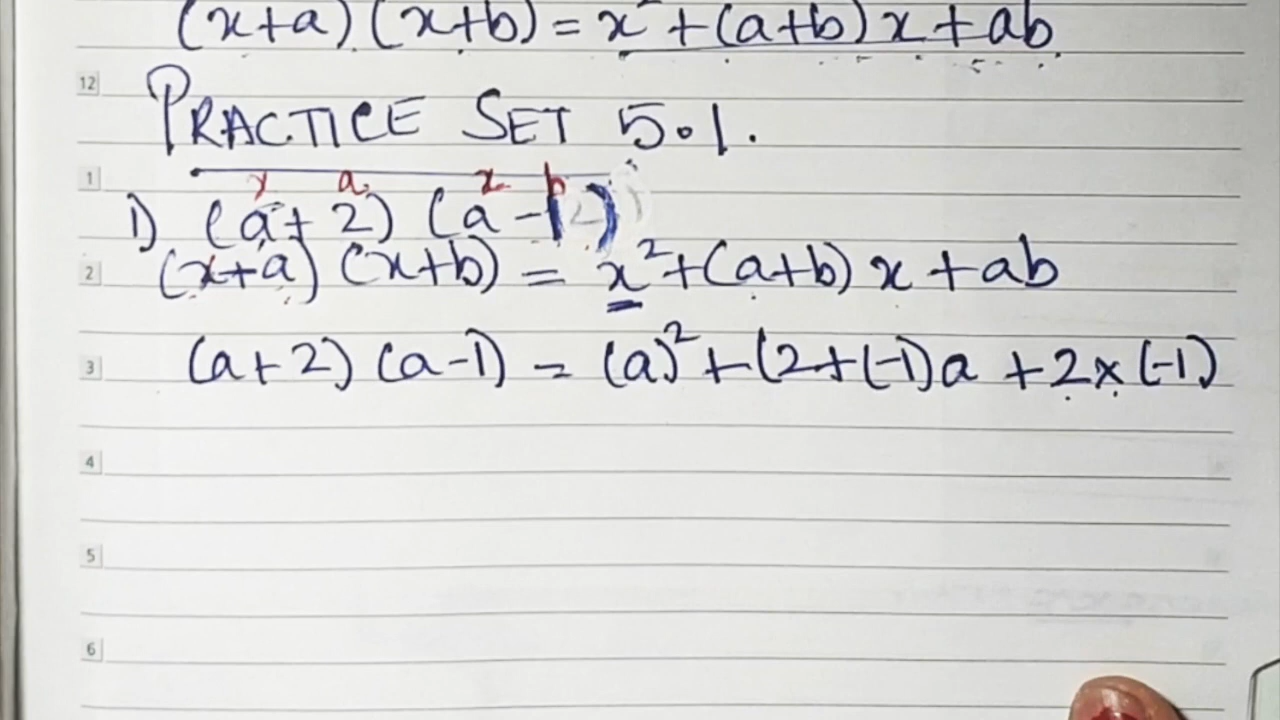 (x+a) (x+b) = x²+(a+b) x + ab
12
PRACTICE SET 5.1.
1
x a x b
1) (a+ 2) (a -1)
2
(x+a) (x+b) = x²+(a+b) x + ab
3
(a+2) (a-1) = (a)²+(2+(-1)a +2x(-1)
4
5
6